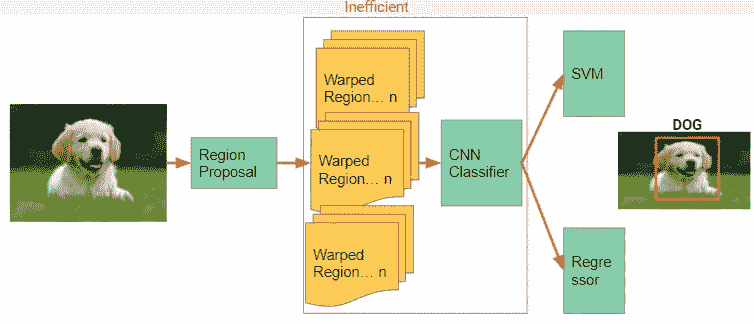 Inefficient
Warped
Region... n
SVM
DOG
Region
Proposal
Warped
Region... n
CNN
Classifier
Warped
Region... n
Regre
ssor